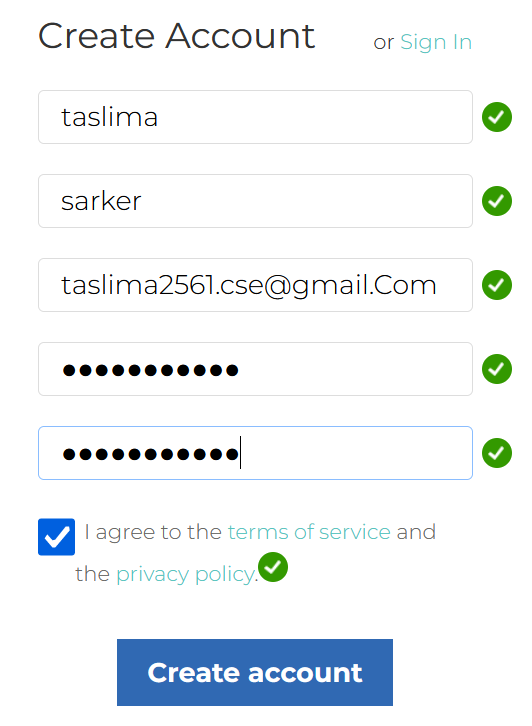 Create Account or Sign In
taslima
sarker
taslima2561.cse@gmail.Com
●●●●●●●●●●●
●●●●●●●●●●●
I agree to the terms of service and
the privacy policy.
Create account